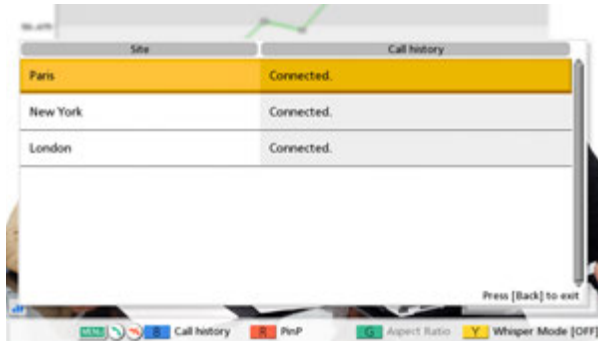 Site Call history
Paris Connected.
New York Connected.
London Connected.
Press [Back] to exit
MENU B Call history R PinP G Aspect Ratio Y Whisper Mode [OFF]